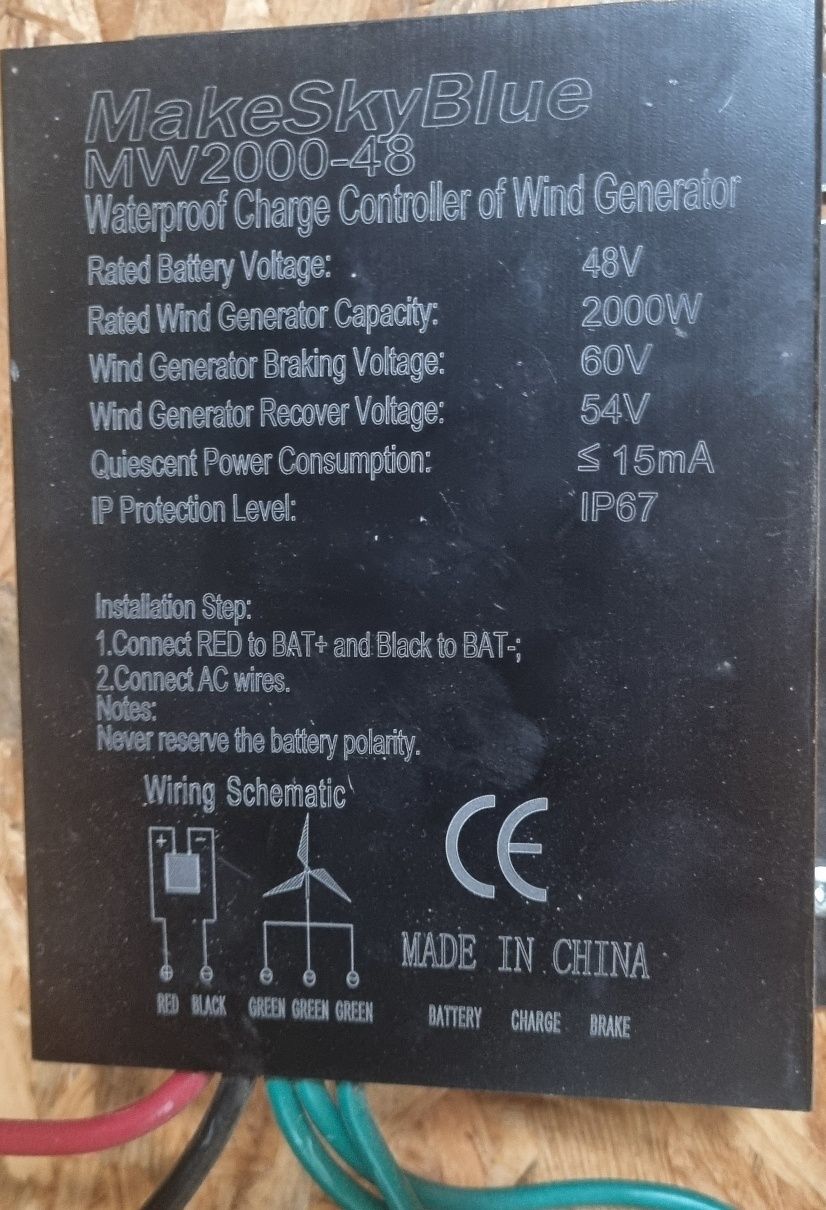 MakeSkyBlue
MW2000-48
Waterproof Charge Controller of Wind Generator
Rated Battery Voltage: 48V
Rated Wind Generator Capacity: 2000W
Wind Generator Braking Voltage: 60V
Wind Generator Recover Voltage: 54V
Quiescent Power Consumption: ≤ 15mA
IP Protection Level: IP67
Installation Step:
1.Connect RED to BAT+ and Black to BAT-;
2.Connect AC wires.
Notes:
Never reserve the battery polarity.
Wiring Schematic
+ −
CE
MADE IN CHINA
+ −
RED BLACK GREEN GREEN GREEN BATTERY CHARGE BRAKE